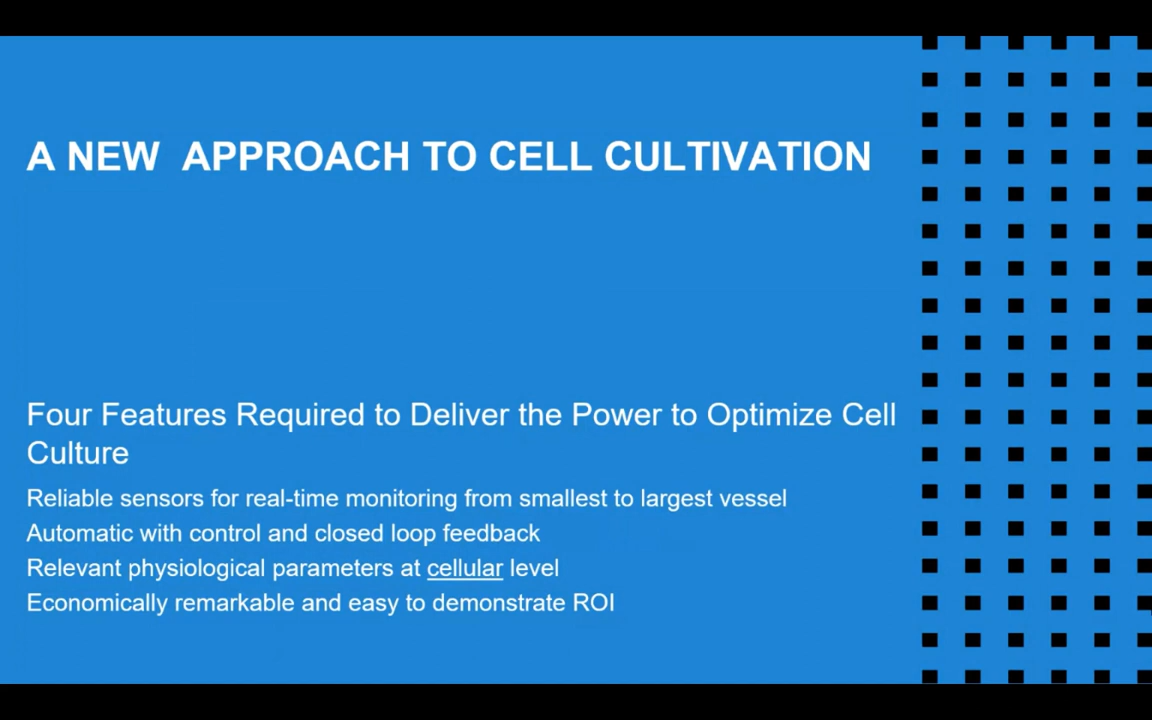 A NEW  APPROACH TO CELL CULTIVATION
Four Features Required to Deliver the Power to Optimize Cell
Culture
Reliable sensors for real-time monitoring from smallest to largest vessel
Automatic with control and closed loop feedback
Relevant physiological parameters at cellular level
Economically remarkable and easy to demonstrate ROI